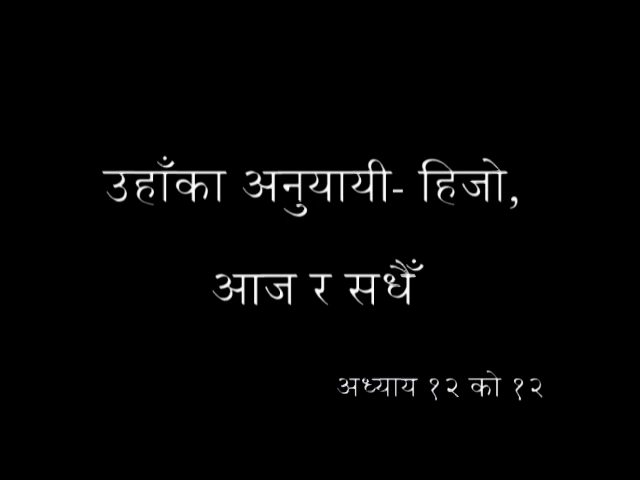 उहाँका अनुयायी- हिजो,
आज र सधैँ
अध्याय १२ को १२